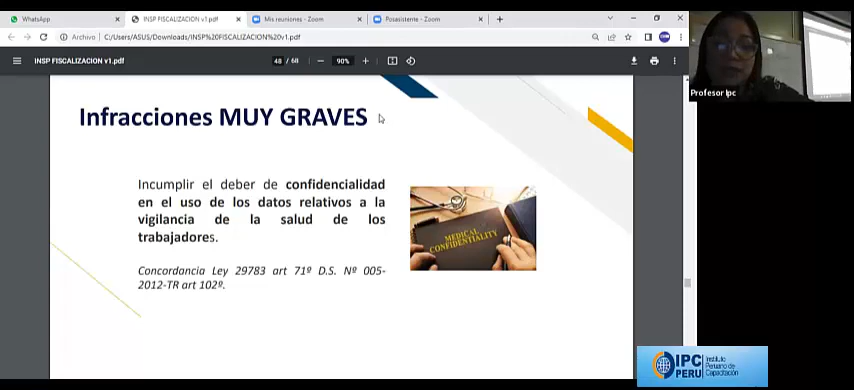 WhatsApp
INSP FISCALIZACION v1.pdf
Mis reuniones - Zoom
Posasistente - Zoom
Archivo | C:/Users/ASUS/Downloads/INSP%20FISCALIZACION%20v1.pdf
INSP FISCALIZACION v1.pdf
48 / 68
90%
Profesor Ipc
Infracciones MUY GRAVES
Incumplir el deber de confidencialidad
en el uso de los datos relativos a la
vigilancia de la salud de los
trabajadores.
MEDICAL
CONFIDENTIALITY
Concordancia Ley 29783 art 71º D.S. Nº 005-
2012-TR art 102º.
IPC
PERU
Instituto
Peruano de
Capacitación